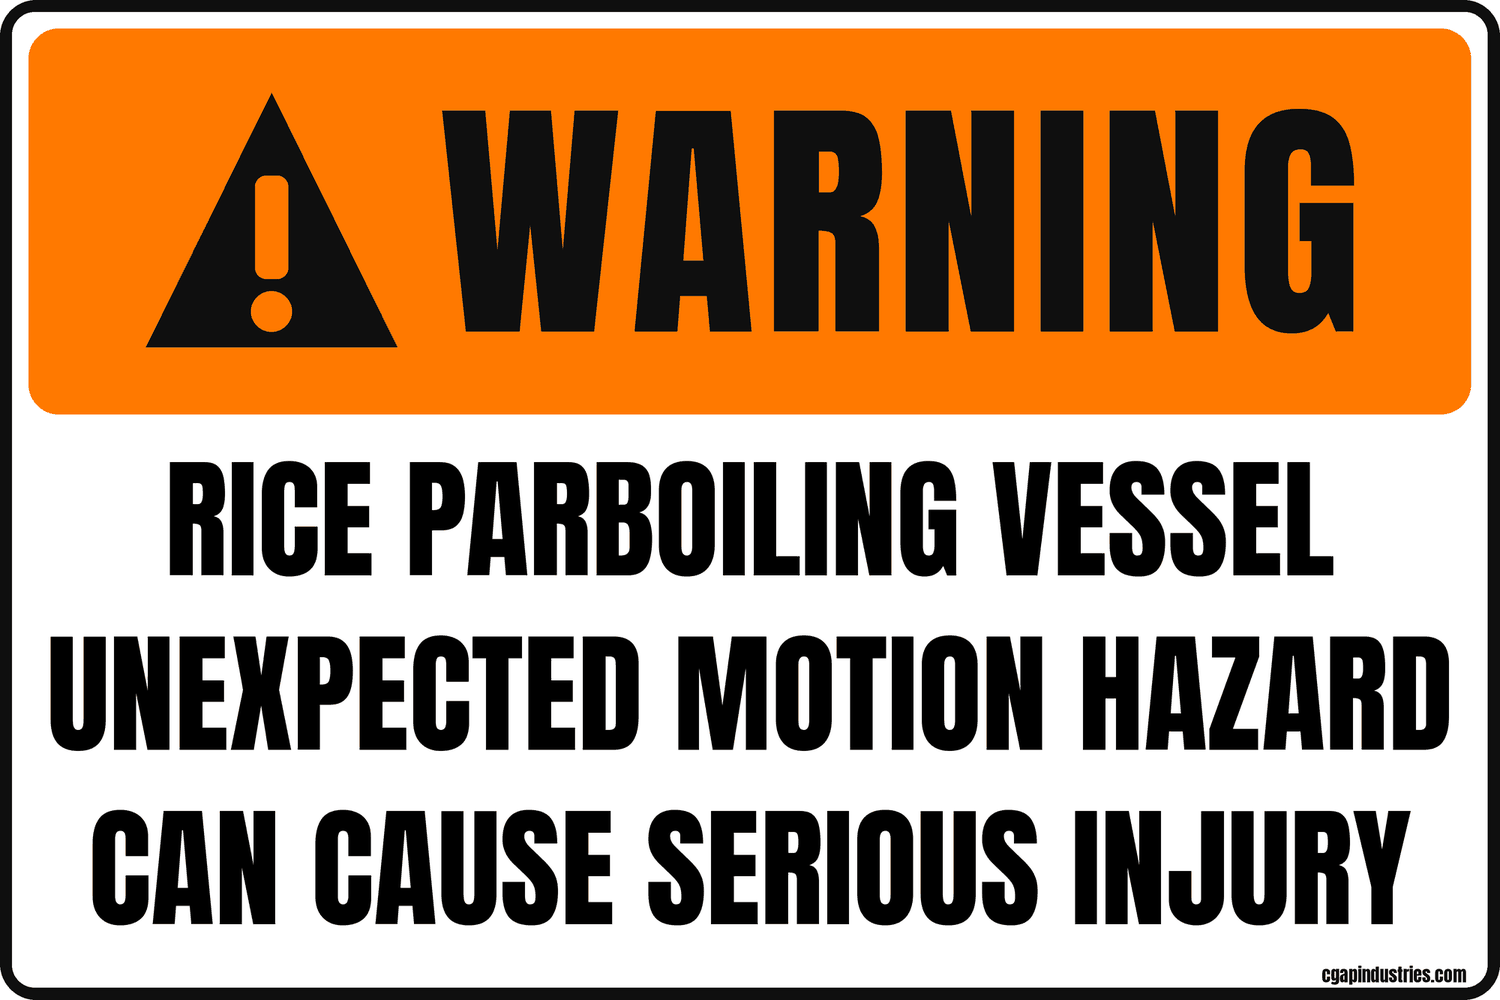 WARNING
RICE PARBOILING VESSEL
UNEXPECTED MOTION HAZARD
CAN CAUSE SERIOUS INJURY
cgapindustries.com